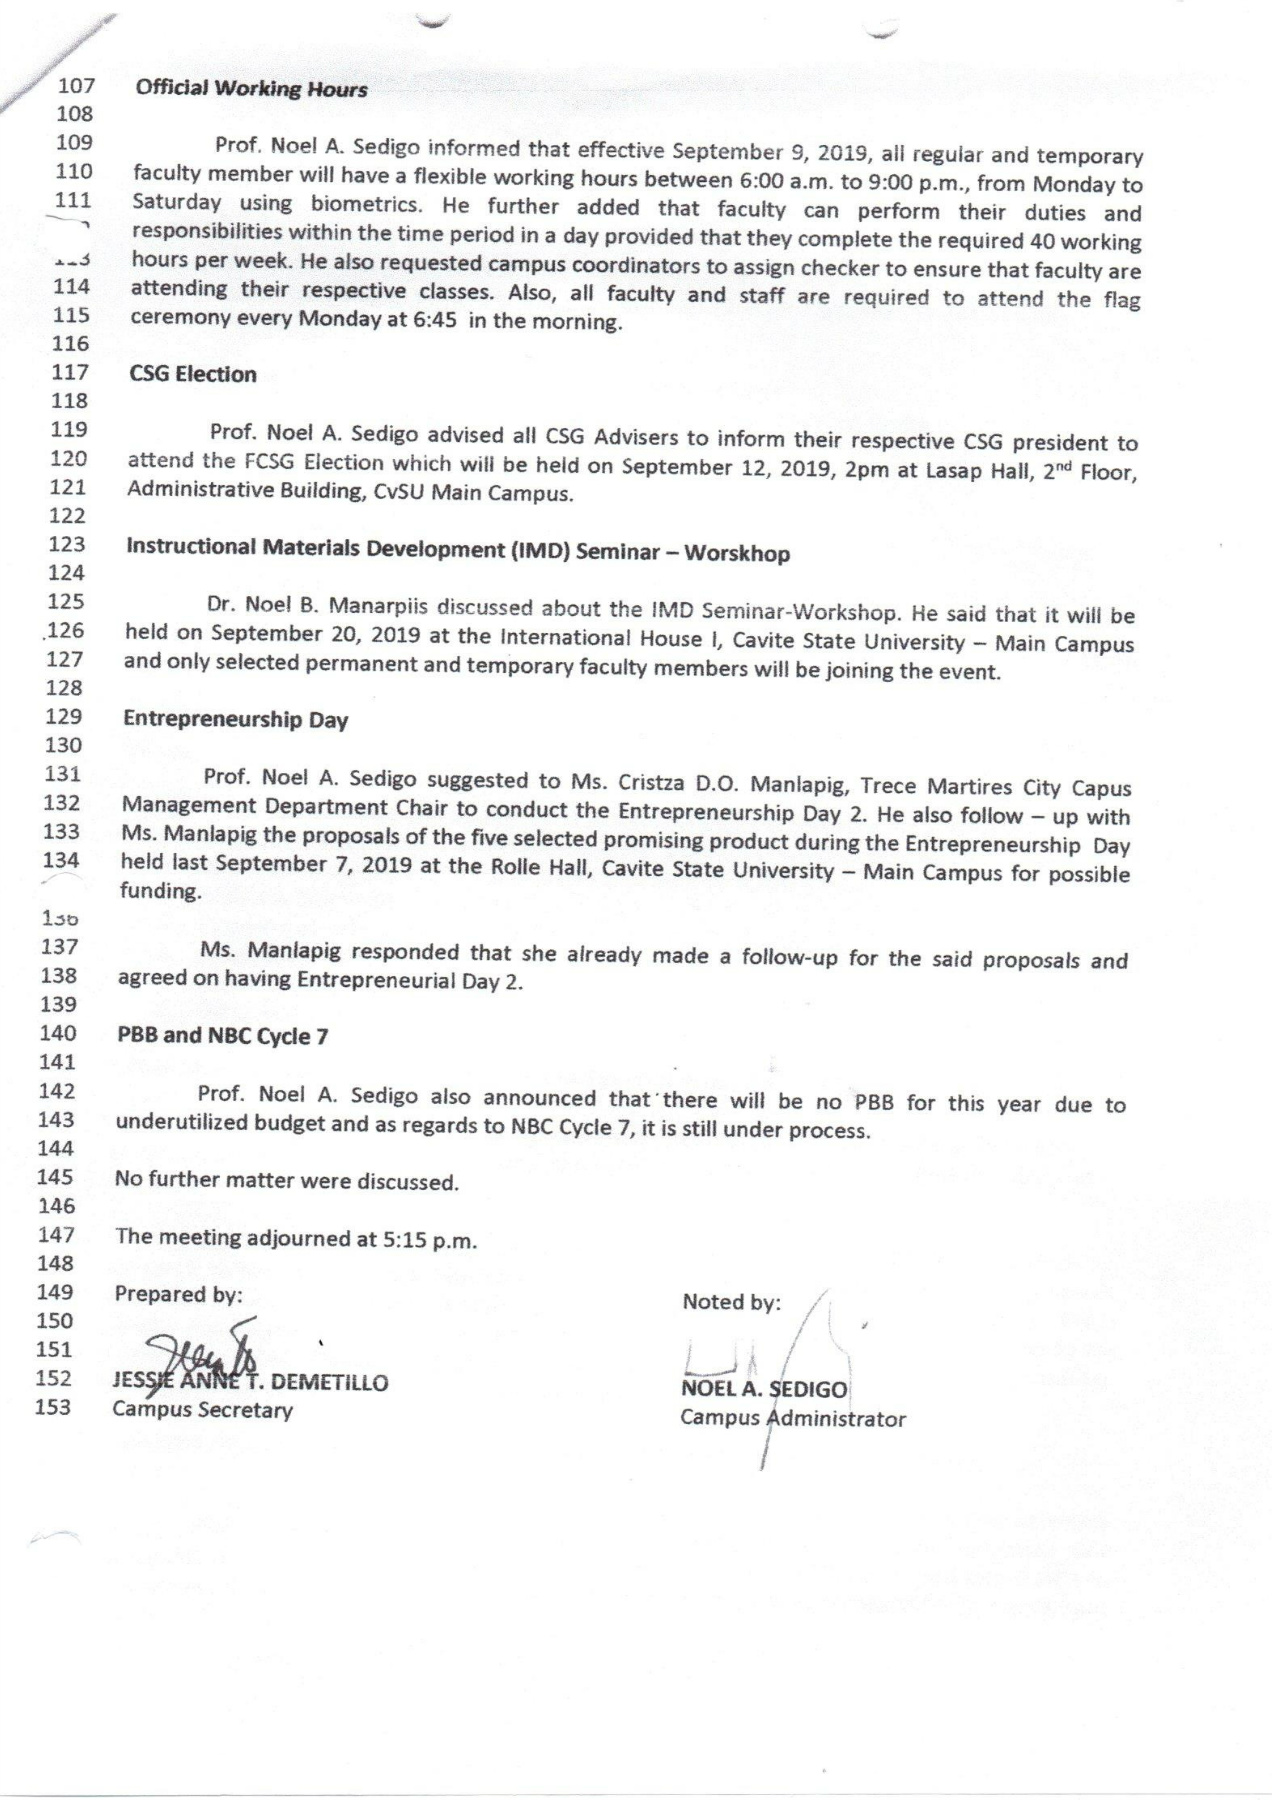 107 Official Working Hours
108
109 Prof. Noel A. Sedigo informed that effective September 9, 2019, all regular and temporary
110 faculty member will have a flexible working hours between 6:00 a.m. to 9:00 p.m., from Monday to
111 Saturday using biometrics. He further added that faculty can perform their duties and
responsibilities within the time period in a day provided that they complete the required 40 working
hours per week. He also requested campus coordinators to assign checker to ensure that faculty are
114 attending their respective classes. Also, all faculty and staff are required to attend the flag
115 ceremony every Monday at 6:45 in the morning.
116
117 CSG Election
118
119 Prof. Noel A. Sedigo advised all CSG Advisers to inform their respective CSG president to
120 attend the FCSG Election which will be held on September 12, 2019, 2pm at Lasap Hall, 2nd Floor,
121 Administrative Building, CvSU Main Campus.
122
123 Instructional Materials Development (IMD) Seminar – Worskhop
124
125 Dr. Noel B. Manarpiis discussed about the IMD Seminar-Workshop. He said that it will be
126 held on September 20, 2019 at the International House I, Cavite State University – Main Campus
127 and only selected permanent and temporary faculty members will be joining the event.
128
129 Entrepreneurship Day
130
131 Prof. Noel A. Sedigo suggested to Ms. Cristza D.O. Manlapig, Trece Martires City Capus
132 Management Department Chair to conduct the Entrepreneurship Day 2. He also follow – up with
133 Ms. Manlapig the proposals of the five selected promising product during the Entrepreneurship Day
134 held last September 7, 2019 at the Rolle Hall, Cavite State University – Main Campus for possible
funding.
136
137 Ms. Manlapig responded that she already made a follow-up for the said proposals and
138 agreed on having Entrepreneurial Day 2.
139
140 PBB and NBC Cycle 7
141
142 Prof. Noel A. Sedigo also announced that there will be no PBB for this year due to
143 underutilized budget and as regards to NBC Cycle 7, it is still under process.
144
145 No further matter were discussed.
146
147 The meeting adjourned at 5:15 p.m.
148
149 Prepared by: Noted by:
150
151
152 JESSIE ANNE T. DEMETILLO NOEL A. SEDIGO
153 Campus Secretary Campus Administrator